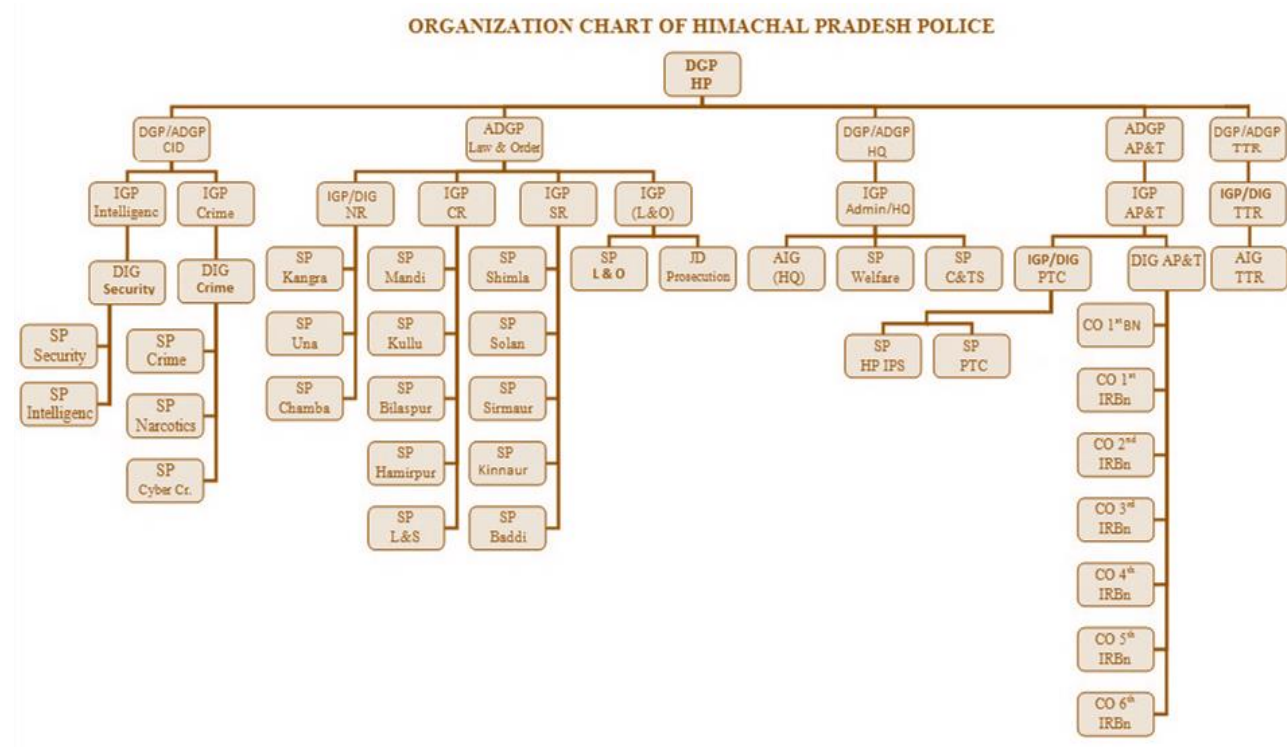 ORGANIZATION CHART OF HIMACHAL PRADESH POLICE
DGP
HP
DGP/ADGP
CID
ADGP
Law & Order
DGP/ADGP
HQ
ADGP
AP&T
DGP/ADGP
TTR
IGP
Intelligenc
IGP
Crime
IGP/DIG
NR
IGP
CR
IGP
SR
IGP
(L&O)
IGP
Admin/HQ
IGP
AP&T
IGP/DIG
TTR
DIG
Security
DIG
Crime
SP
Kangra
SP
Mandi
SP
Shimla
SP
L & O
JD
Prosecution
AIG
(HQ)
SP
Welfare
SP
C&TS
IGP/DIG
PTC
DIG AP&T
AIG
TTR
SP
Security
SP
Crime
SP
Una
SP
Kullu
SP
Solan
SP
HP IPS
SP
PTC
CO 1st BN
SP
Intelligenc
SP
Narcotics
SP
Chamba
SP
Bilaspur
SP
Sirmaur
CO 1st
IRBn
SP
Cyber Cr.
SP
Hamirpur
SP
Kinnaur
CO 2nd
IRBn
SP
L&S
SP
Baddi
CO 3rd
IRBn
CO 4th
IRBn
CO 5th
IRBn
CO 6th
IRBn